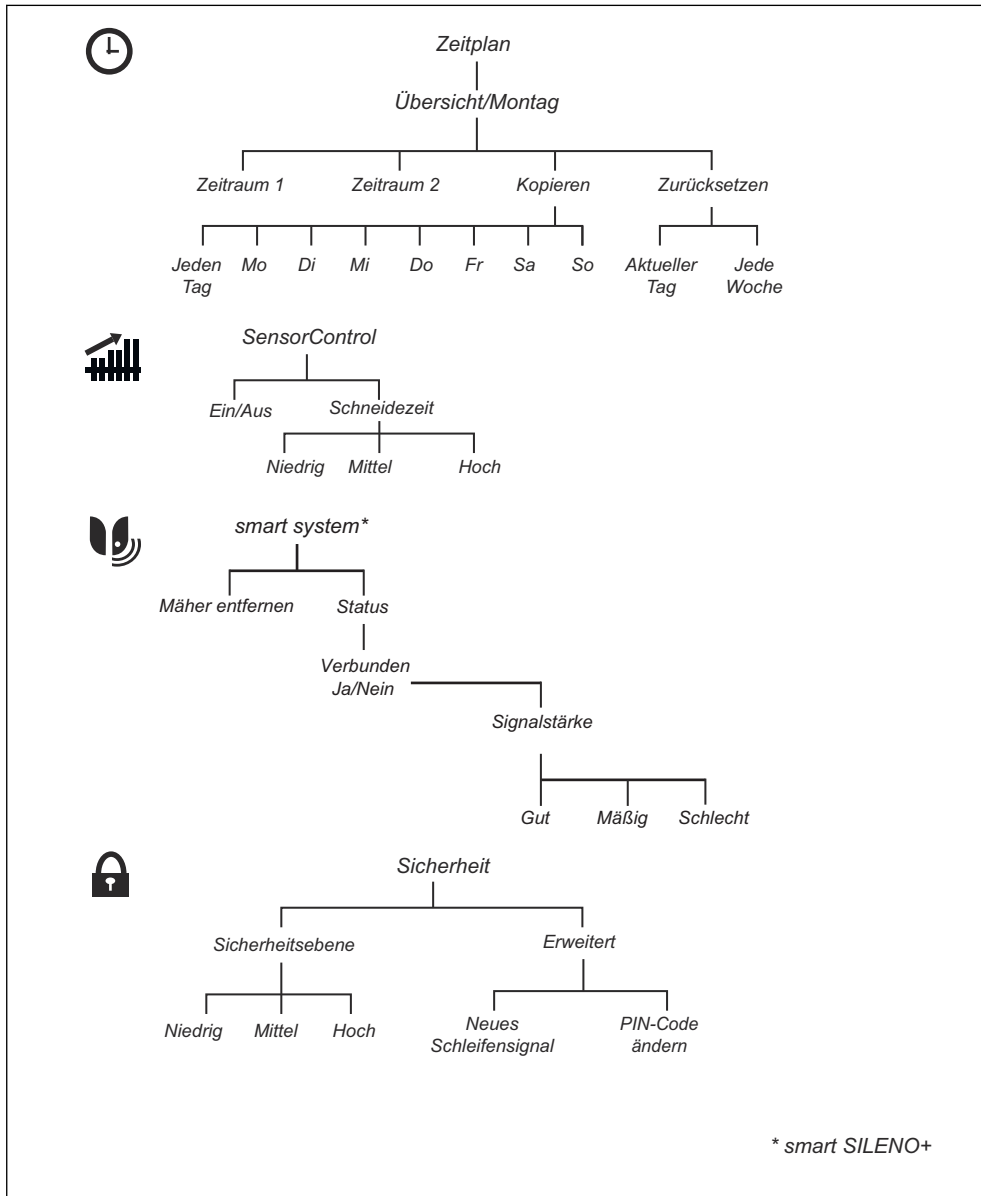 Zeitplan
Übersicht/Montag
Zeitraum 1 Zeitraum 2 Kopieren Zurücksetzen
Jeden Tag Mo Di Mi Do Fr Sa So Aktueller Tag Jede Woche
SensorControl
Ein/Aus Schneidezeit
Niedrig Mittel Hoch
smart system*
Mäher entfernen Status
Verbunden
Ja/Nein
Signalstärke
Gut Mäßig Schlecht
Sicherheit
Sicherheitsebene Erweitert
Niedrig Mittel Hoch Neues Schleifensignal PIN-Code ändern
* smart SILENO+